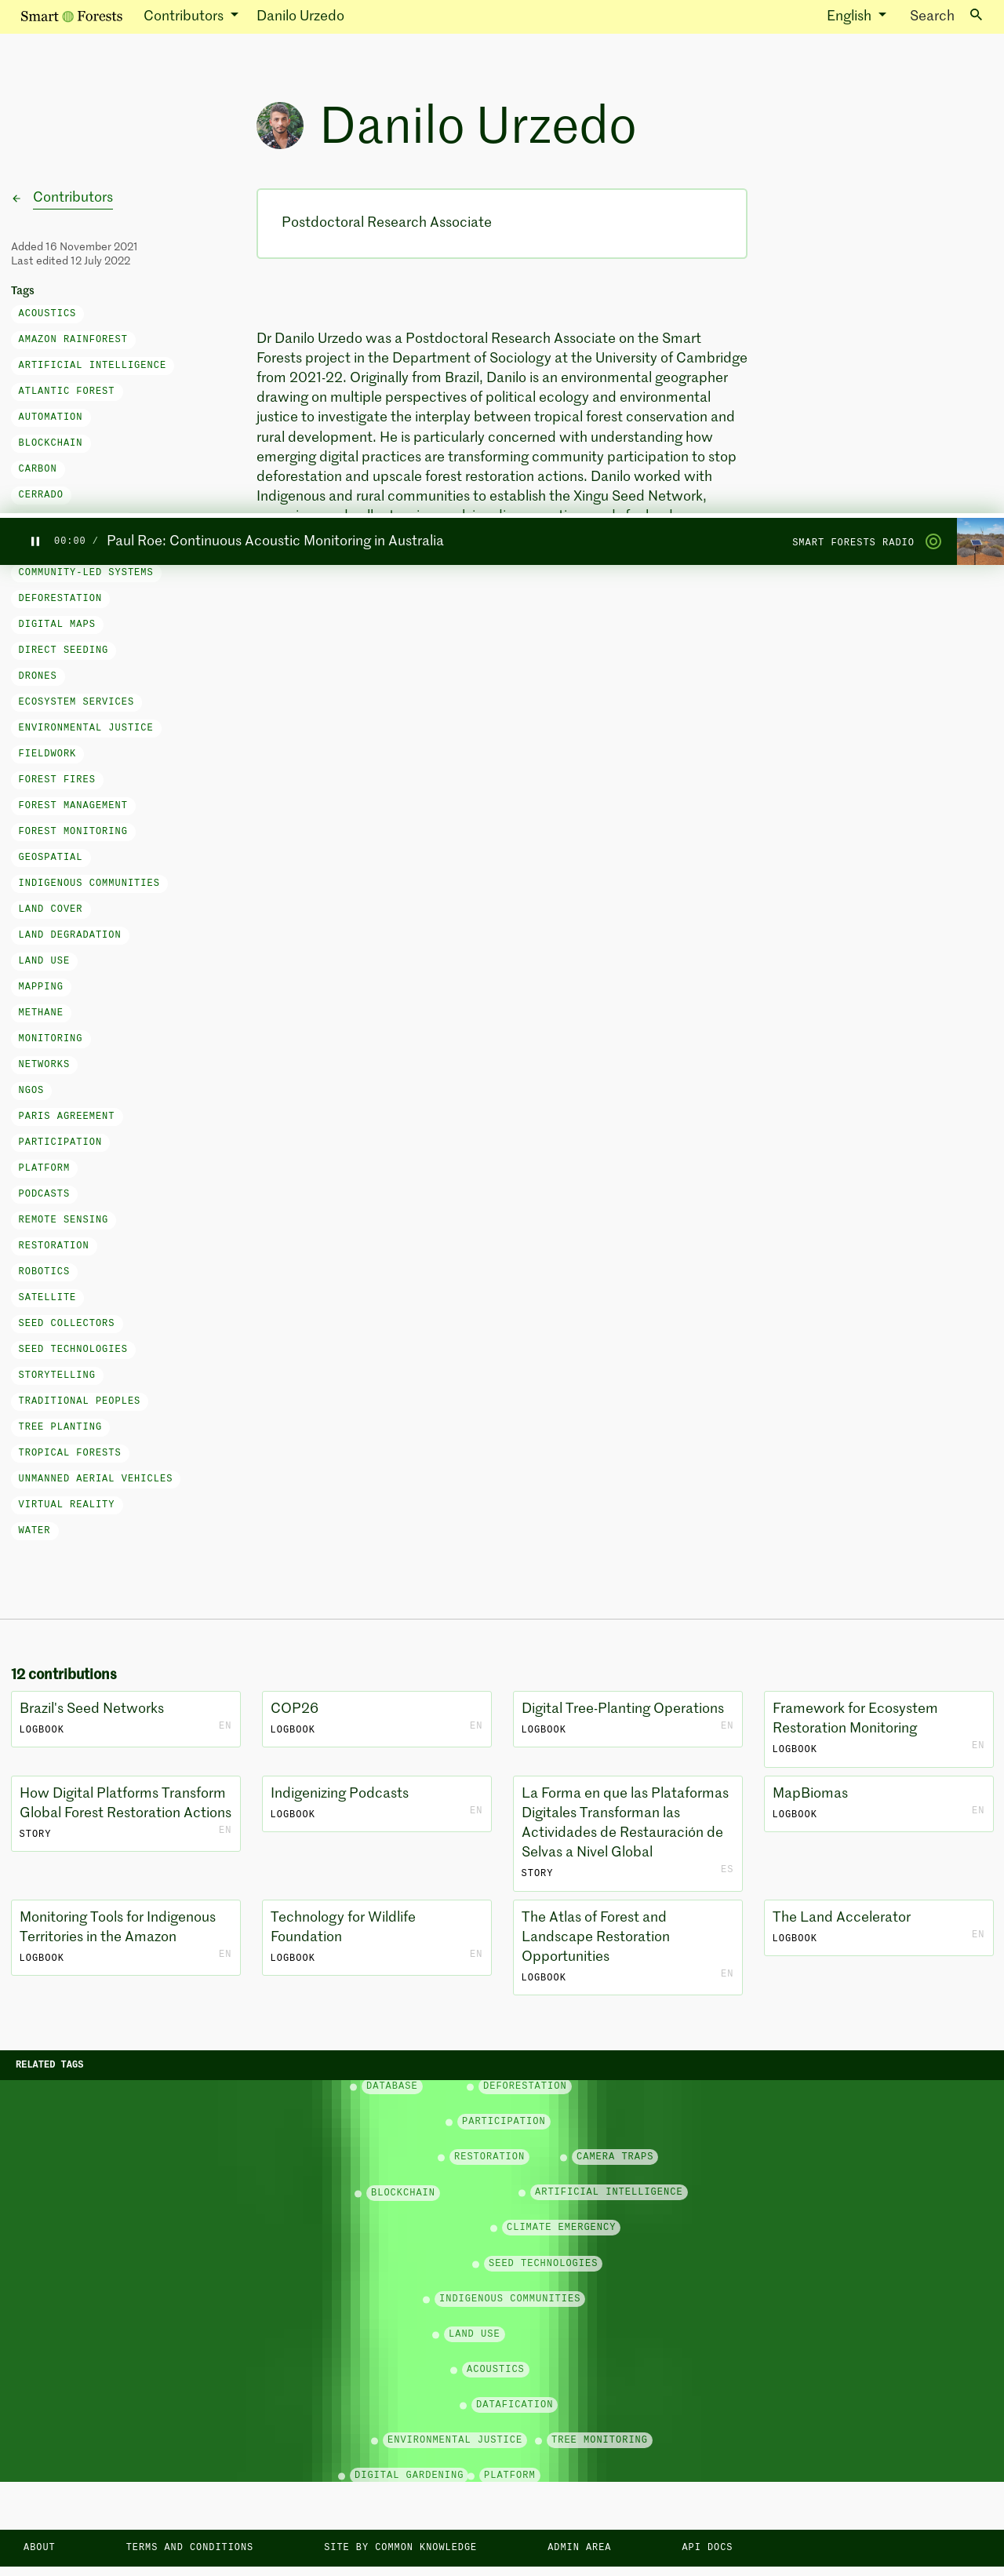 Smart Forests Contributors Danilo Urzedo English Search
Danilo Urzedo
Contributors
Postdoctoral Research Associate
Added 16 November 2021
Last edited 12 July 2022
Tags
ACOUSTICS
AMAZON RAINFOREST
ARTIFICIAL INTELLIGENCE
ATLANTIC FOREST
AUTOMATION
BLOCKCHAIN
CARBON
CERRADO
Dr Danilo Urzedo was a Postdoctoral Research Associate on the Smart
Forests project in the Department of Sociology at the University of Cambridge
from 2021-22. Originally from Brazil, Danilo is an environmental geographer
drawing on multiple perspectives of political ecology and environmental
justice to investigate the interplay between tropical forest conservation and
rural development. He is particularly concerned with understanding how
emerging digital practices are transforming community participation to stop
deforestation and upscale forest restoration actions. Danilo worked with
Indigenous and rural communities to establish the Xingu Seed Network,
00:00 / Paul Roe: Continuous Acoustic Monitoring in Australia SMART FORESTS RADIO
COMMUNITY-LED SYSTEMS
DEFORESTATION
DIGITAL MAPS
DIRECT SEEDING
DRONES
ECOSYSTEM SERVICES
ENVIRONMENTAL JUSTICE
FIELDWORK
FOREST FIRES
FOREST MANAGEMENT
FOREST MONITORING
GEOSPATIAL
INDIGENOUS COMMUNITIES
LAND COVER
LAND DEGRADATION
LAND USE
MAPPING
METHANE
MONITORING
NETWORKS
NGOS
PARIS AGREEMENT
PARTICIPATION
PLATFORM
PODCASTS
REMOTE SENSING
RESTORATION
ROBOTICS
SATELLITE
SEED COLLECTORS
SEED TECHNOLOGIES
STORYTELLING
TRADITIONAL PEOPLES
TREE PLANTING
TROPICAL FORESTS
UNMANNED AERIAL VEHICLES
VIRTUAL REALITY
WATER
12 contributions
Brazil's Seed Networks
LOGBOOK EN
COP26
LOGBOOK EN
Digital Tree-Planting Operations
LOGBOOK EN
Framework for Ecosystem
Restoration Monitoring
LOGBOOK EN
How Digital Platforms Transform
Global Forest Restoration Actions
STORY EN
Indigenizing Podcasts
LOGBOOK EN
La Forma en que las Plataformas
Digitales Transforman las
Actividades de Restauración de
Selvas a Nivel Global
STORY ES
MapBiomas
LOGBOOK EN
Monitoring Tools for Indigenous
Territories in the Amazon
LOGBOOK EN
Technology for Wildlife
Foundation
LOGBOOK EN
The Atlas of Forest and
Landscape Restoration
Opportunities
LOGBOOK EN
The Land Accelerator
LOGBOOK EN
RELATED TAGS
DATABASE DEFORESTATION
PARTICIPATION
RESTORATION CAMERA TRAPS
BLOCKCHAIN ARTIFICIAL INTELLIGENCE
CLIMATE EMERGENCY
SEED TECHNOLOGIES
INDIGENOUS COMMUNITIES
LAND USE
ACOUSTICS
DATAFICATION
ENVIRONMENTAL JUSTICE TREE MONITORING
DIGITAL GARDENING PLATFORM
ABOUT TERMS AND CONDITIONS SITE BY COMMON KNOWLEDGE ADMIN AREA API DOCS